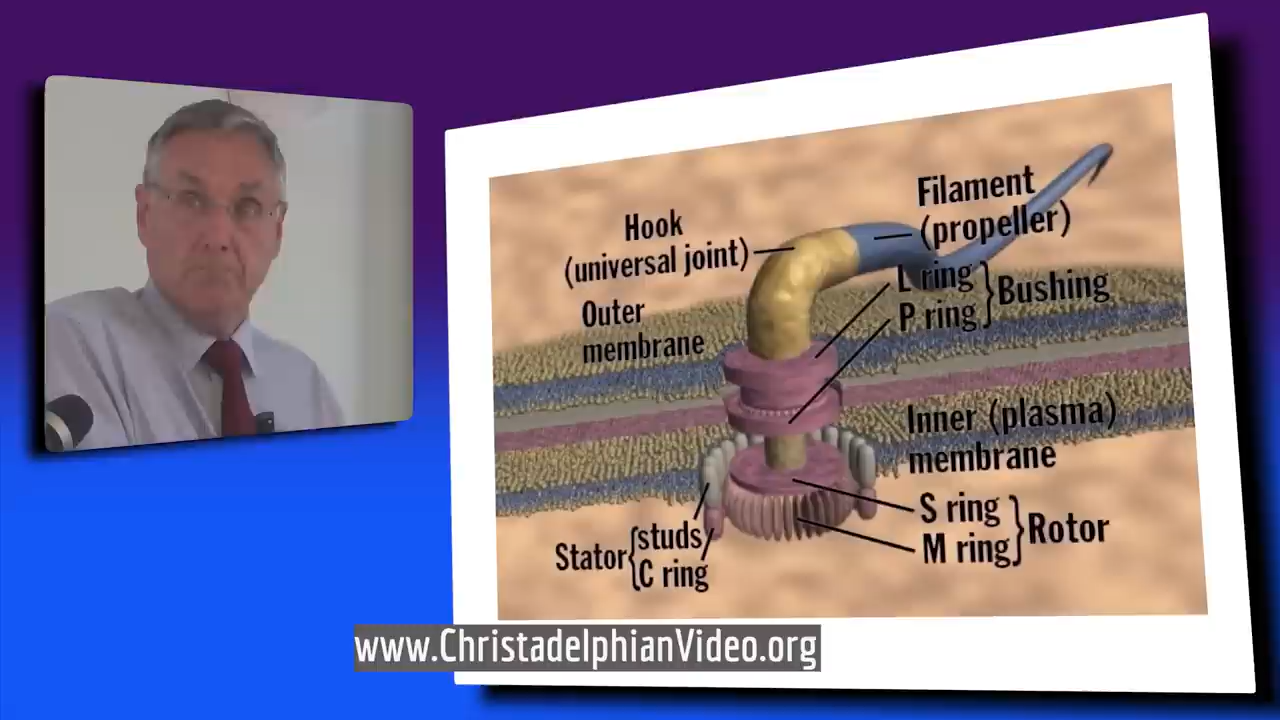 Filament
(propeller)
Hook
(universal joint)
L ring
P ring
Bushing
Outer
membrane
Inner (plasma)
membrane
S ring
M ring
Rotor
Stator
studs
C ring
www.ChristadelphianVideo.org